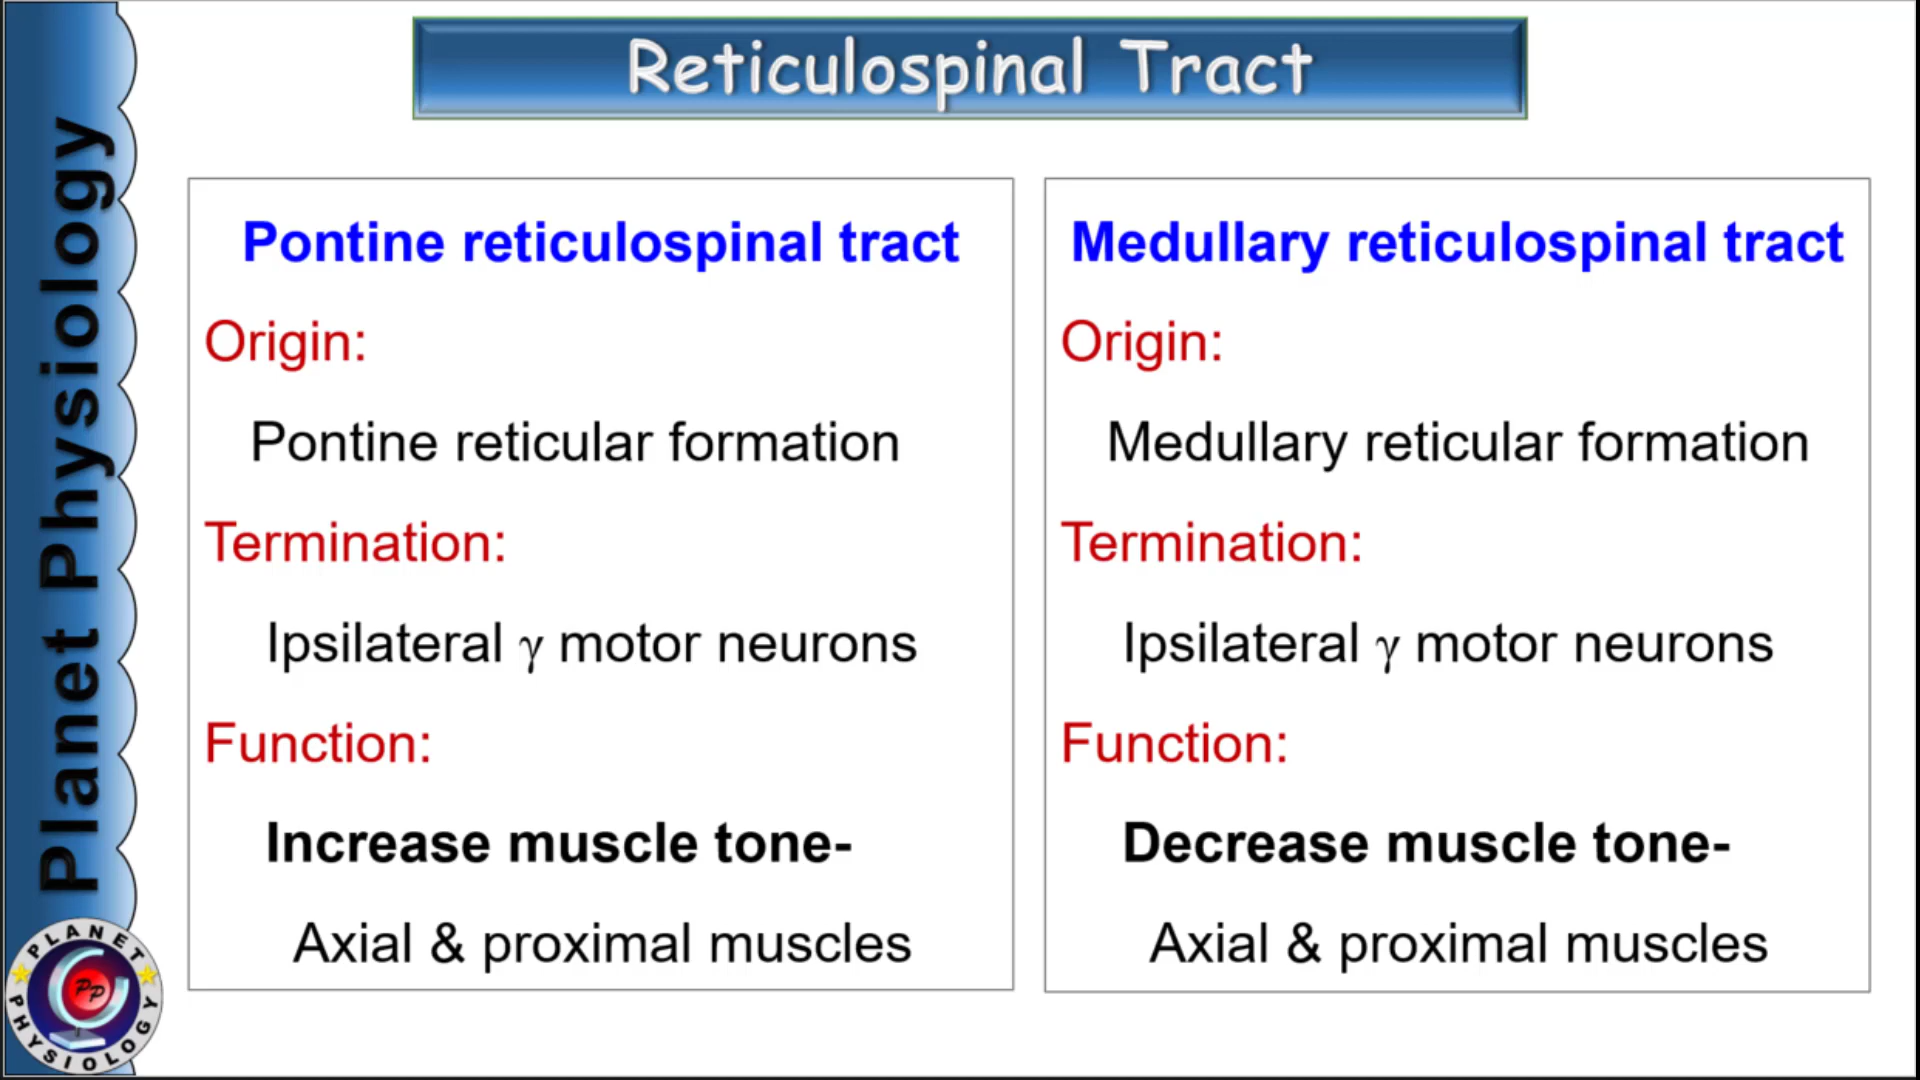 Reticulospinal Tract
Planet Physiology
Pontine reticulospinal tract
Origin:
Pontine reticular formation
Termination:
Ipsilateral γ motor neurons
Function:
Increase muscle tone-
Axial & proximal muscles
Medullary reticulospinal tract
Origin:
Medullary reticular formation
Termination:
Ipsilateral γ motor neurons
Function:
Decrease muscle tone-
Axial & proximal muscles
PLANET
PP
PHYSIOLOGY